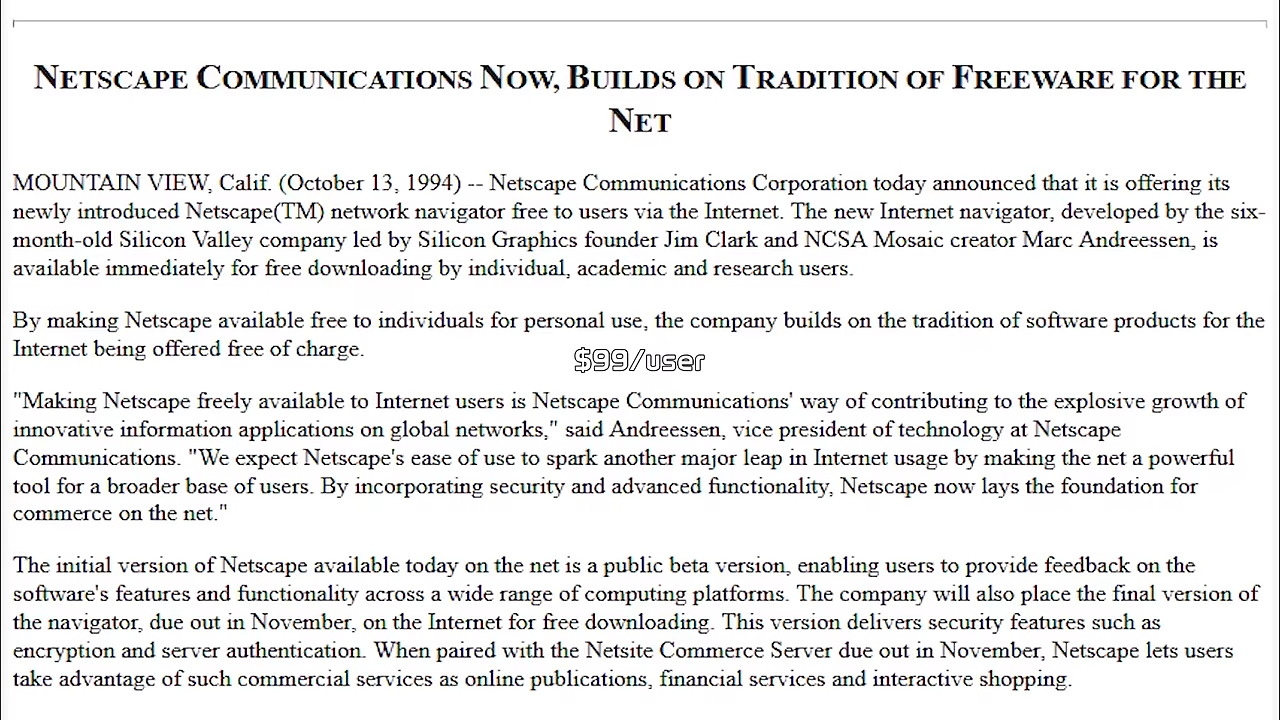 NETSCAPE COMMUNICATIONS NOW, BUILDS ON TRADITION OF FREEWARE FOR THE
NET
MOUNTAIN VIEW, Calif. (October 13, 1994) -- Netscape Communications Corporation today announced that it is offering its
newly introduced Netscape(TM) network navigator free to users via the Internet. The new Internet navigator, developed by the six-
month-old Silicon Valley company led by Silicon Graphics founder Jim Clark and NCSA Mosaic creator Marc Andreessen, is
available immediately for free downloading by individual, academic and research users.
By making Netscape available free to individuals for personal use, the company builds on the tradition of software products for the
Internet being offered free of charge.
$99/user
"Making Netscape freely available to Internet users is Netscape Communications' way of contributing to the explosive growth of
innovative information applications on global networks," said Andreessen, vice president of technology at Netscape
Communications. "We expect Netscape's ease of use to spark another major leap in Internet usage by making the net a powerful
tool for a broader base of users. By incorporating security and advanced functionality, Netscape now lays the foundation for
commerce on the net."
The initial version of Netscape available today on the net is a public beta version, enabling users to provide feedback on the
software's features and functionality across a wide range of computing platforms. The company will also place the final version of
the navigator, due out in November, on the Internet for free downloading. This version delivers security features such as
encryption and server authentication. When paired with the Netsite Commerce Server due out in November, Netscape lets users
take advantage of such commercial services as online publications, financial services and interactive shopping.